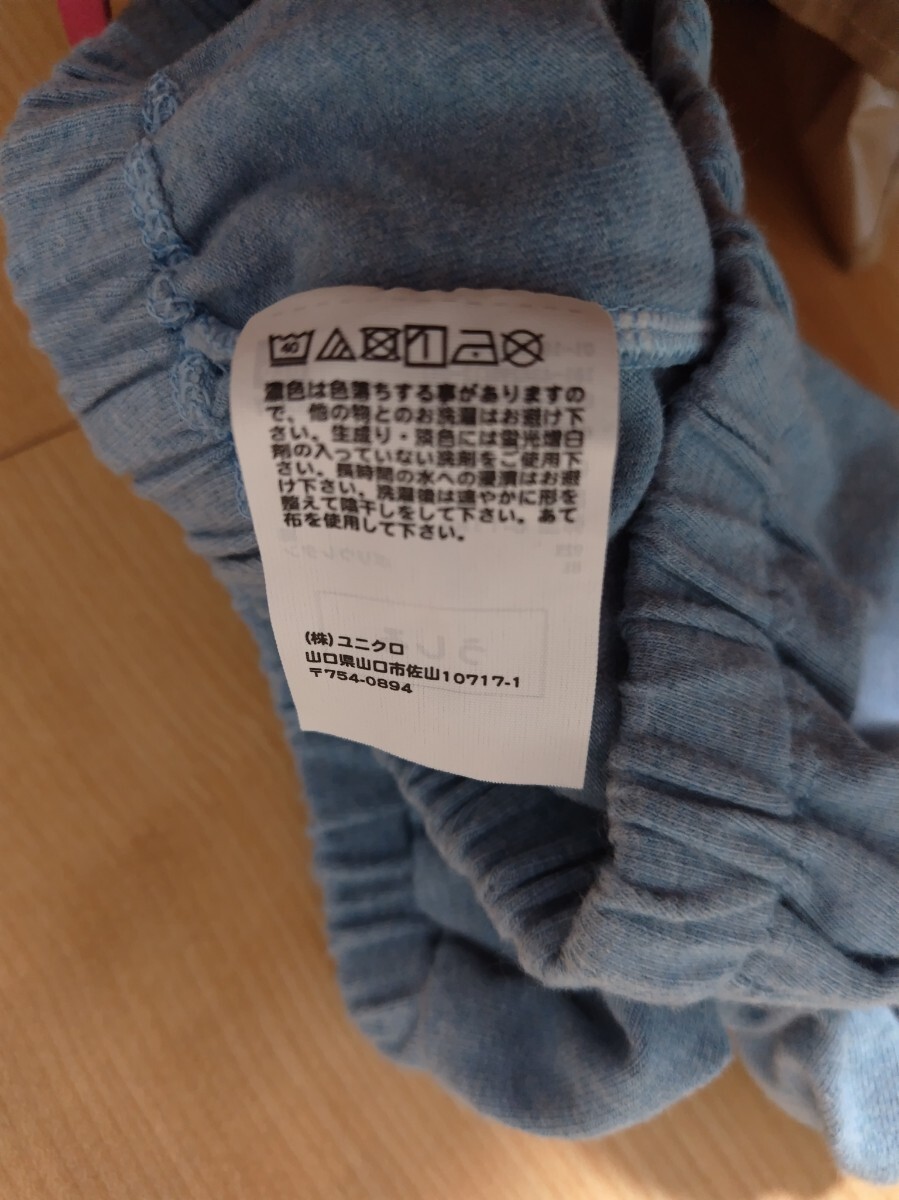 40
濃色は色落ちする事がありますの
で、他の物とのお洗濯はお避け下
さい。生成り・淡色には蛍光増白
剤の入っていない洗剤をご使用下
さい。長時間の水への浸漬はお避
け下さい。洗濯後は速やかに形を
整えて陰干しをして下さい。あて
布を使用して下さい。
(株)ユニクロ
山口県山口市佐山10717-1
〒754-0894